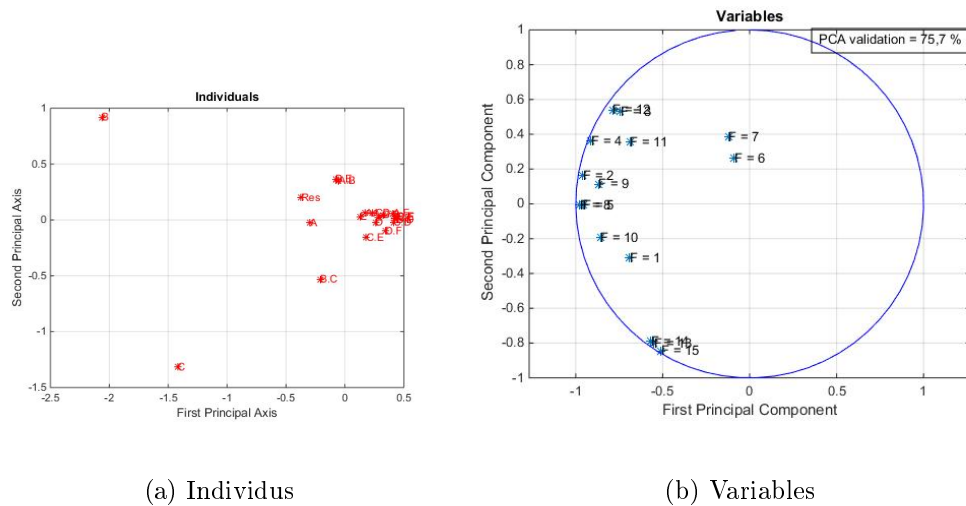 Individuals
1
0.5
0
-0.5
-1
-1.5
-2.5
-2
-1.5
-1
-0.5
0
0.5
Second Principal Axis
First Principal Axis
B
Res
A
C.E
D.F
B.C
C
Variables
PCA validation = 75,7 %
1
0.8
0.6
0.4
0.2
0
-0.2
-0.4
-0.6
-0.8
-1
-1
-0.5
0
0.5
1
Second Principal Component
First Principal Component
F = 12
F = 4
F = 11
F = 7
F = 6
F = 2
F = 9
F = 10
F = 1
F = 15
(a) Individus
(b) Variables